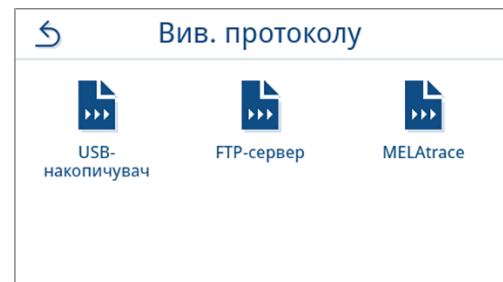 Вив. протоколу
USB-
накопичувач
FTP-сервер
MELAtrace